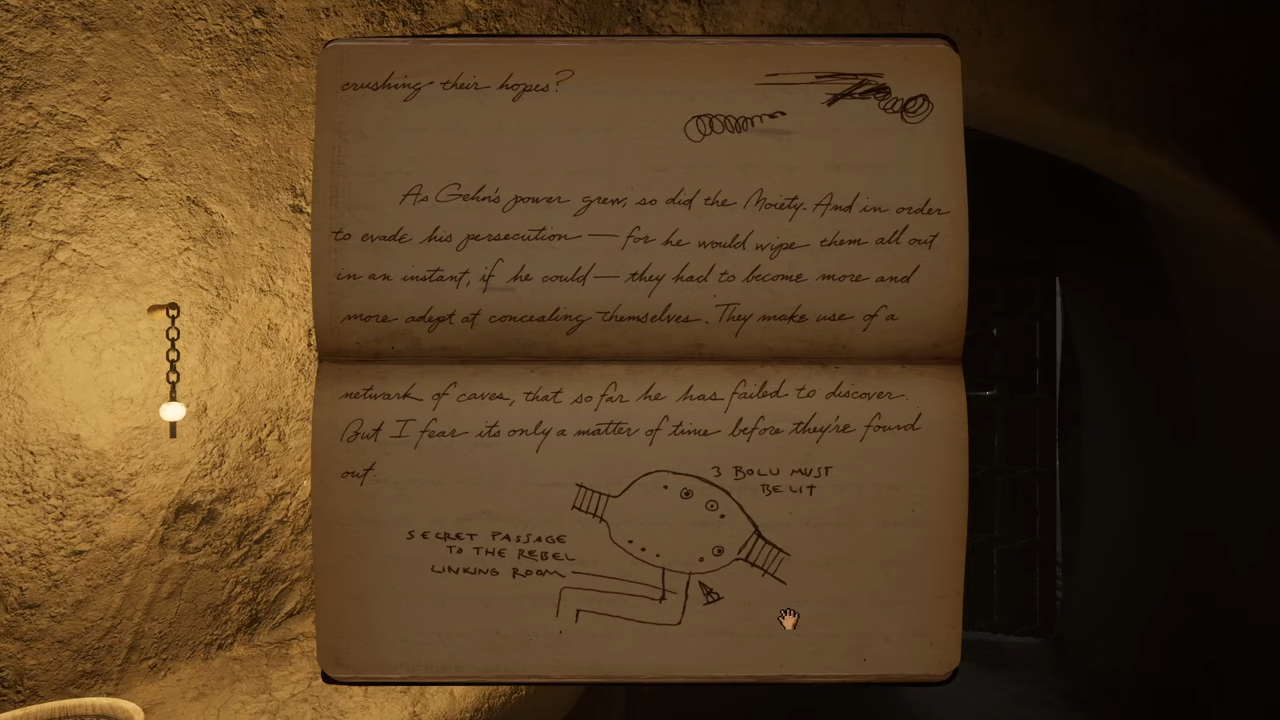 crushing their hopes?
As Gehn's power grew, so did the Moiety. And in order
to evade his persecution — for he would wipe them all out
in an instant, if he could — they had to become more and
more adept at concealing themselves. They make use of a
network of caves, that so far he has failed to discover.
But I fear its only a matter of time before they're found
out.
3 BOLU MUST
BE LIT
SECRET PASSAGE
TO THE REBEL
LINKING ROOM